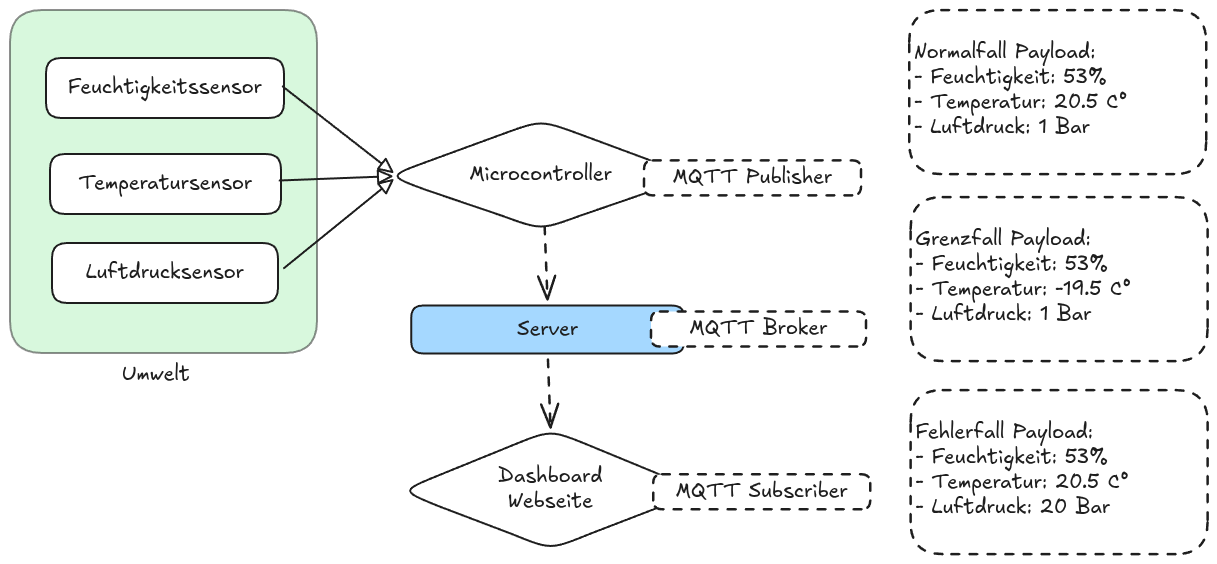 Feuchtigkeitssensor
Temperatursensor
Luftdrucksensor
Umwelt
Microcontroller
MQTT Publisher
Server
MQTT Broker
Dashboard
Webseite
MQTT Subscriber
Normalfall Payload:
- Feuchtigkeit: 53%
- Temperatur: 20.5 C°
- Luftdruck: 1 Bar
Grenzfall Payload:
- Feuchtigkeit: 53%
- Temperatur: -19.5 C°
- Luftdruck: 1 Bar
Fehlerfall Payload:
- Feuchtigkeit: 53%
- Temperatur: 20.5 C°
- Luftdruck: 20 Bar